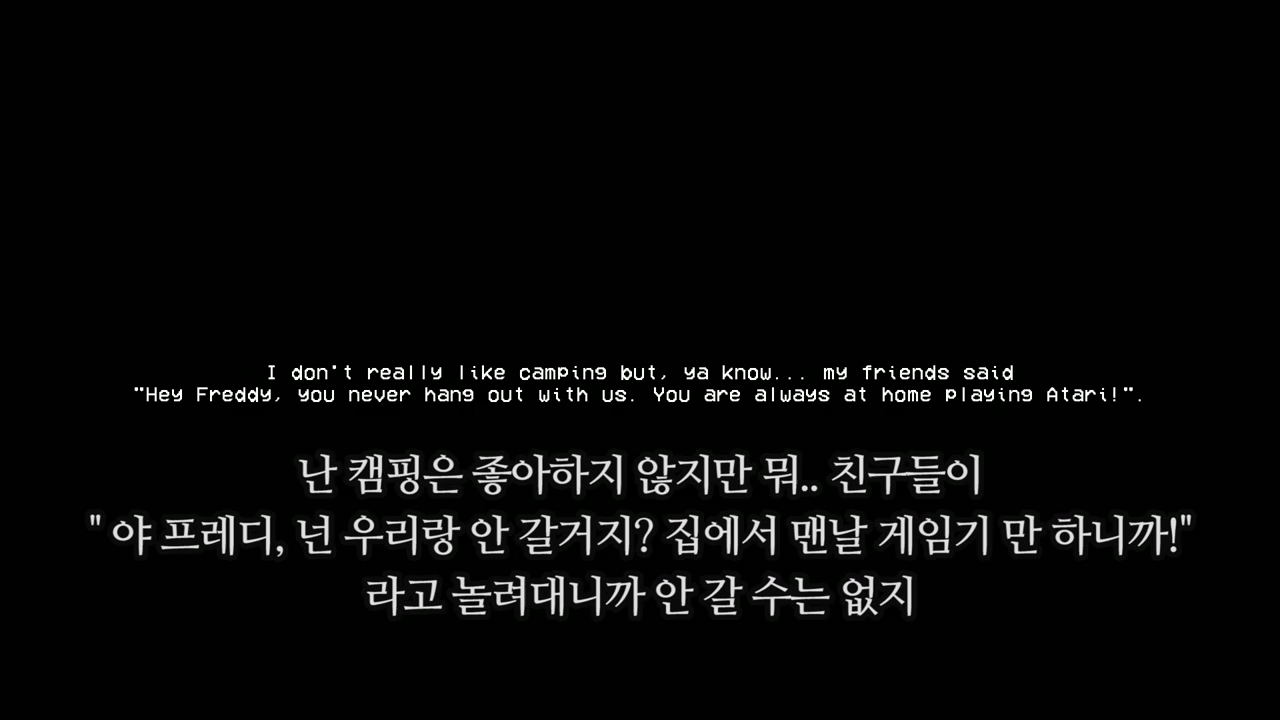 I don't really like camping but, ya know... my friends said
"Hey Freddy, you never hang out with us. You are always at home playing Atari!".
난 캠핑은 좋아하지 않지만 뭐.. 친구들이
" 야 프레디, 넌 우리랑 안 갈거지? 집에서 맨날 게임기 만 하니까!"
라고 놀려대니까 안 갈 수는 없지